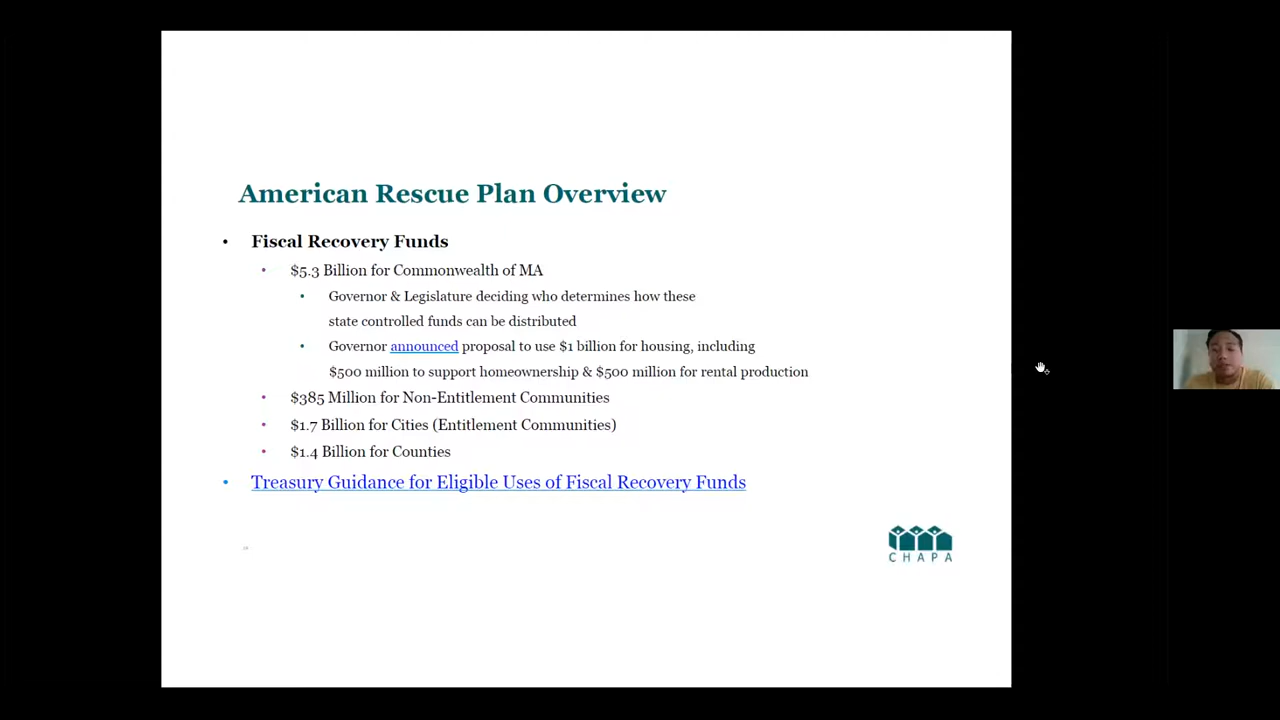 American Rescue Plan Overview
• Fiscal Recovery Funds
• $5.3 Billion for Commonwealth of MA
• Governor & Legislature deciding who determines how these
state controlled funds can be distributed
• Governor announced proposal to use $1 billion for housing, including
$500 million to support homeownership & $500 million for rental production
• $385 Million for Non-Entitlement Communities
• $1.7 Billion for Cities (Entitlement Communities)
• $1.4 Billion for Counties
• Treasury Guidance for Eligible Uses of Fiscal Recovery Funds
CHAPA